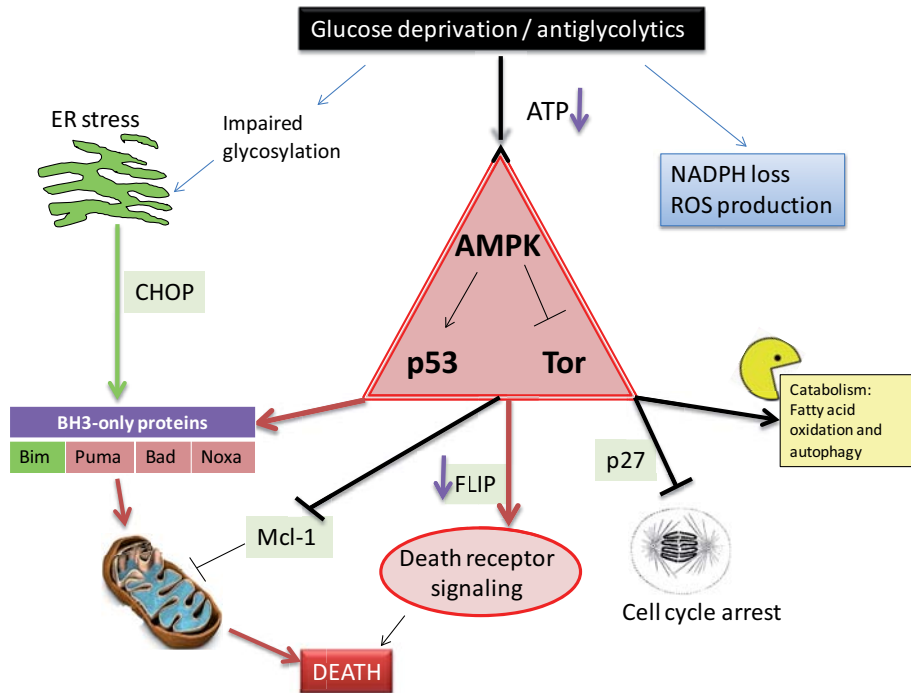 Glucose deprivation / antiglycolytics
ATP
ER stress
Impaired
glycosylation
NADPH loss
ROS production
AMPK
CHOP
p53 Tor
Catabolism:
Fatty acid
oxidation and
autophagy
BH3-only proteins
Bim Puma Bad Noxa
p27
FLIP
Mcl-1
Death receptor
signaling
Cell cycle arrest
DEATH